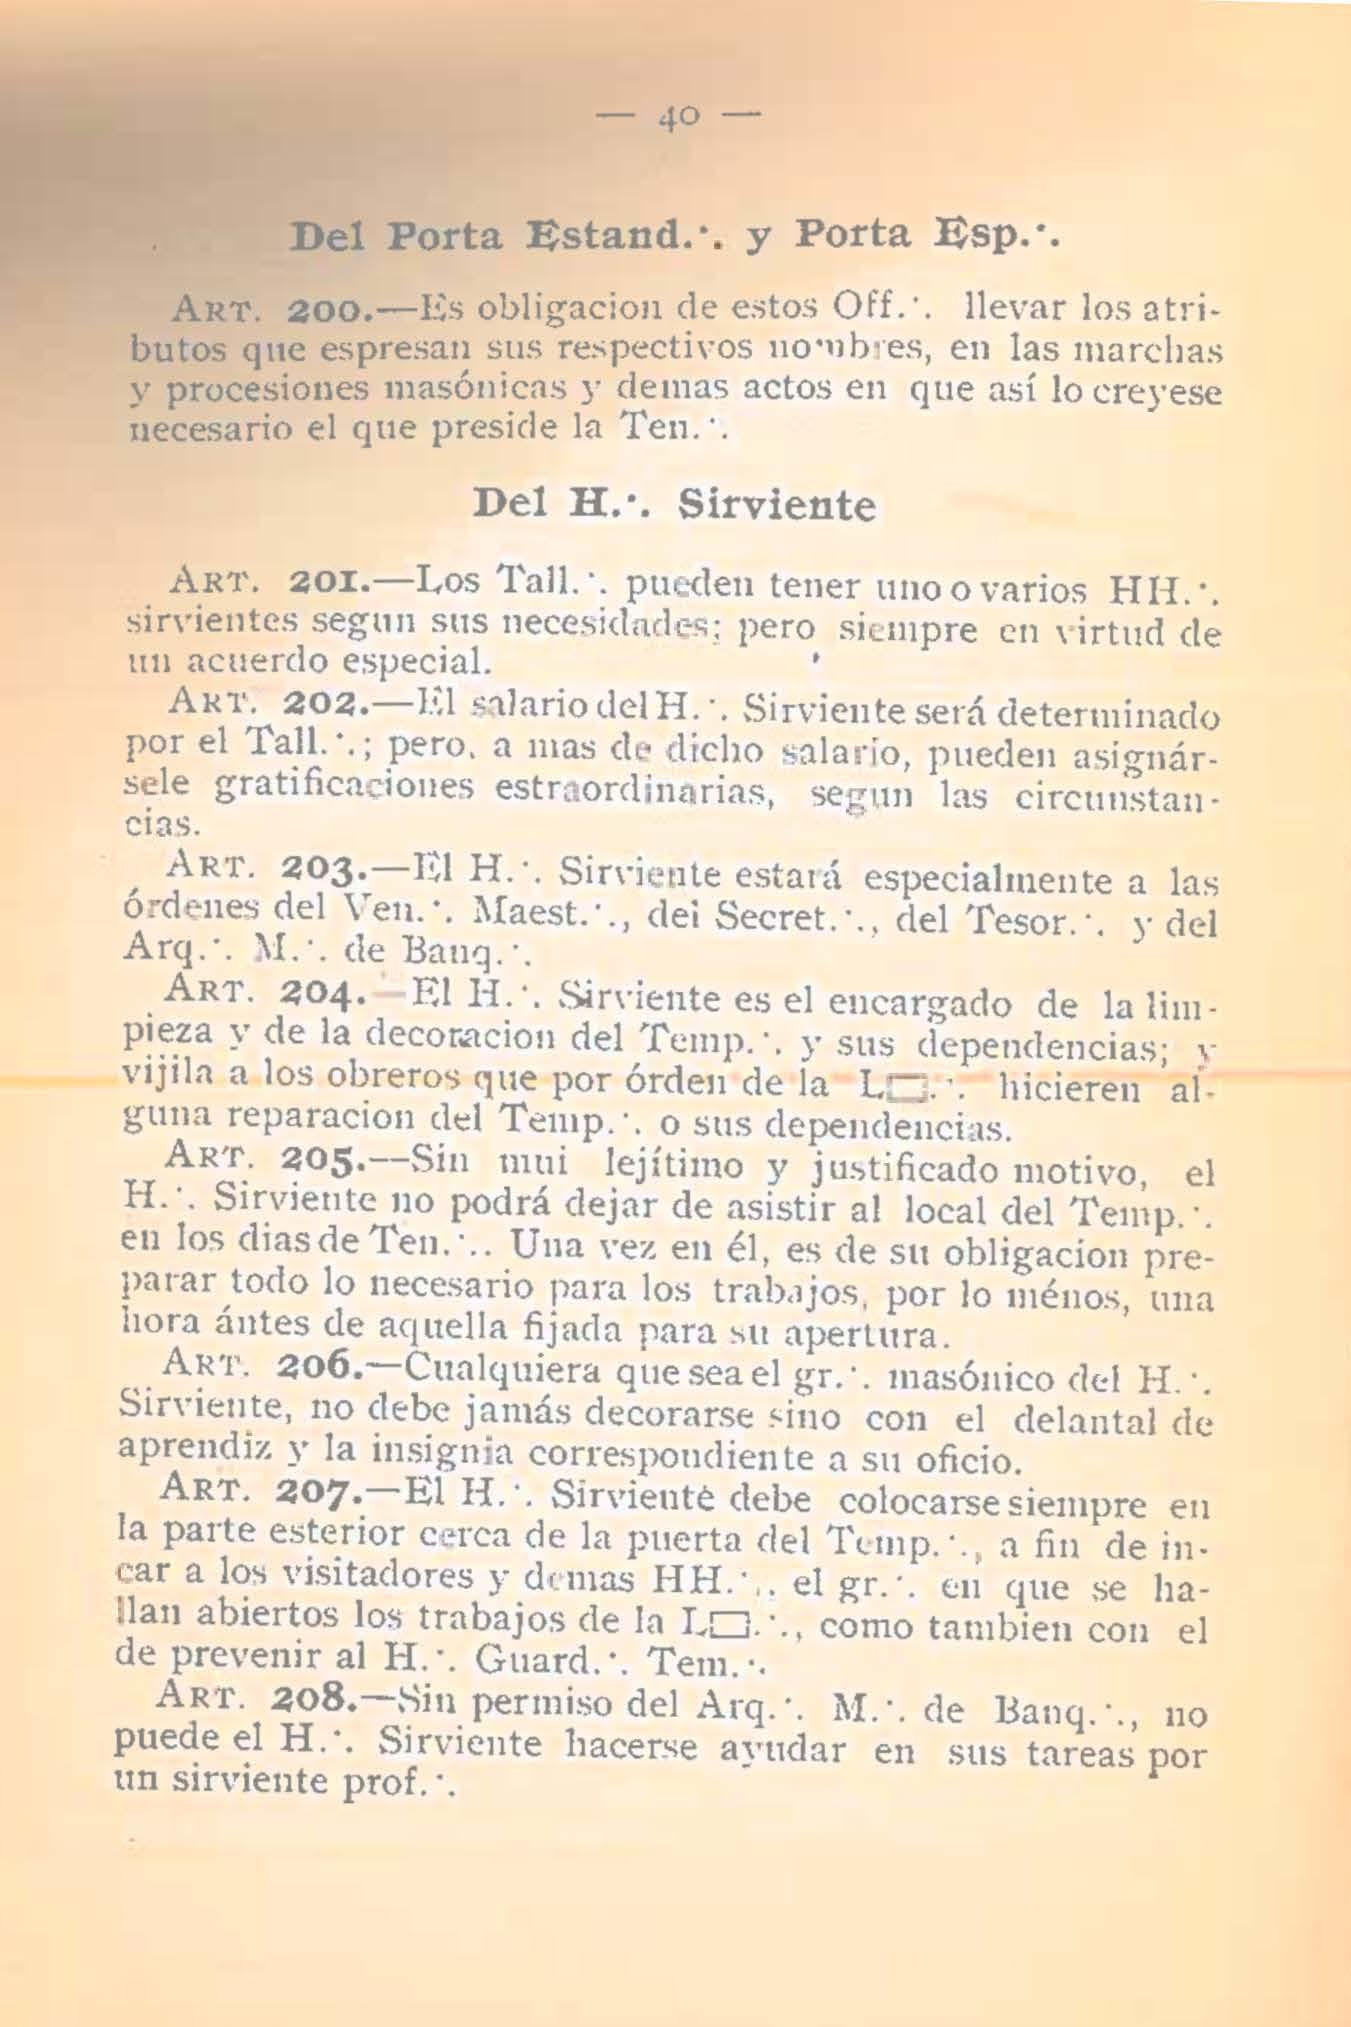 — 40 —
Del Porta Estand.·. y Porta Esp.·.
ART. 200.—Es obligacion de estos Off.·. llevar los atri-
butos que espresan sus respectivos nombres, en las marchas
y procesiones masónicas y demas actos en que así lo creyese
necesario el que preside la Ten.·.
Del H.·. Sirviente
ART. 201.—Los Tall.·. pueden tener uno o varios HH.·.
sirvientes segun sus necesidades; pero siempre en virtud de
un acuerdo especial.
ART. 202.—El salario del H.·. Sirviente será determinado
por el Tall.·.; pero, a mas de dicho salario, pueden asignár-
sele gratificaciones estraordinarias, segun las circunstan-
cias.
ART. 203.—El H.·. Sirviente estará especialmente a las
órdenes del Ven.·. Maest.·., del Secret.·., del Tesor.·. y del
Arq.·. M.·. de Banq.·.
ART. 204.—El H.·. Sirviente es el encargado de la lim-
pieza y de la decoracion del Temp.·. y sus dependencias; y
vijila a los obreros que por órden de la L▭.·. hicieren al-
guna reparacion del Temp.·. o sus dependencias.
ART. 205.—Sin mui lejítimo y justificado motivo, el
H.·. Sirviente no podrá dejar de asistir al local del Temp.·.
en los dias de Ten.·.. Una vez en él, es de su obligacion pre-
parar todo lo necesario para los trabajos, por lo ménos, una
hora ántes de aquella fijada para su apertura.
ART. 206.—Cualquiera que sea el gr.·. masónico del H.·.
Sirviente, no debe jamás decorarse sino con el delantal de
aprendiz y la insignia correspondiente a su oficio.
ART. 207.—El H.·. Sirviente debe colocarse siempre en
la parte esterior cerca de la puerta del Temp.·., a fin de in-
car a los visitadores y demas HH.·., el gr.·. en que se ha-
llan abiertos los trabajos de la L▭.·., como tambien con el
de prevenir al H.·. Guard.·. Tem.·.
ART. 208.—Sin permiso del Arq.·. M.·. de Banq.·., no
puede el H.·. Sirviente hacerse ayudar en sus tareas por
un sirviente prof.·.